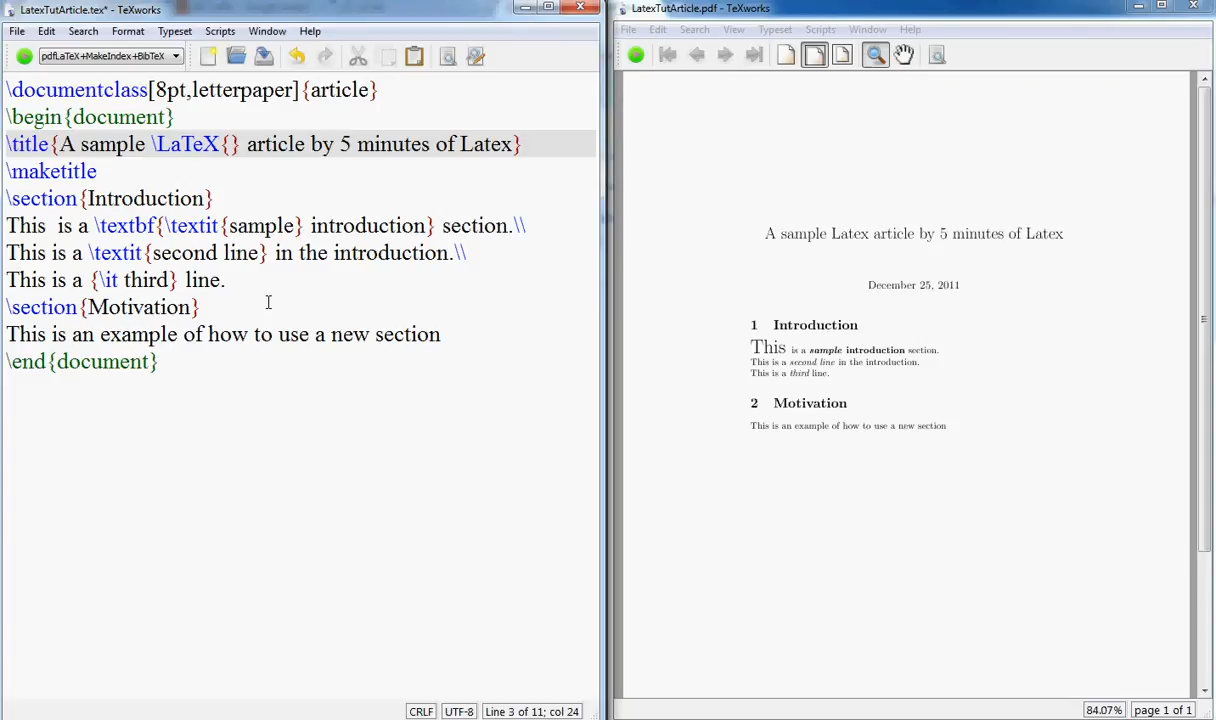 LatexTutArticle.tex* - TeXworks
File Edit Search Format Typeset Scripts Window Help
pdfLaTeX+MakeIndex+BibTeX
\documentclass[8pt,letterpaper]{article}
\begin{document}
\title{A sample \LaTeX{} article by 5 minutes of Latex}
\maketitle
\section{Introduction}
This  is a \textbf{\textit{sample} introduction} section.\\
This is a \textit{second line} in the introduction.\\
This is a {\it third} line.
\section{Motivation}
This is an example of how to use a new section
\end{document}
CRLF UTF-8 Line 3 of 11; col 24
LatexTutArticle.pdf - TeXworks
File Edit Search View Typeset Scripts Window Help
A sample Latex article by 5 minutes of Latex
December 25, 2011
1 Introduction
This is a sample introduction section.
This is a second line in the introduction.
This is a third line.
2 Motivation
This is an example of how to use a new section
84.07% page 1 of 1